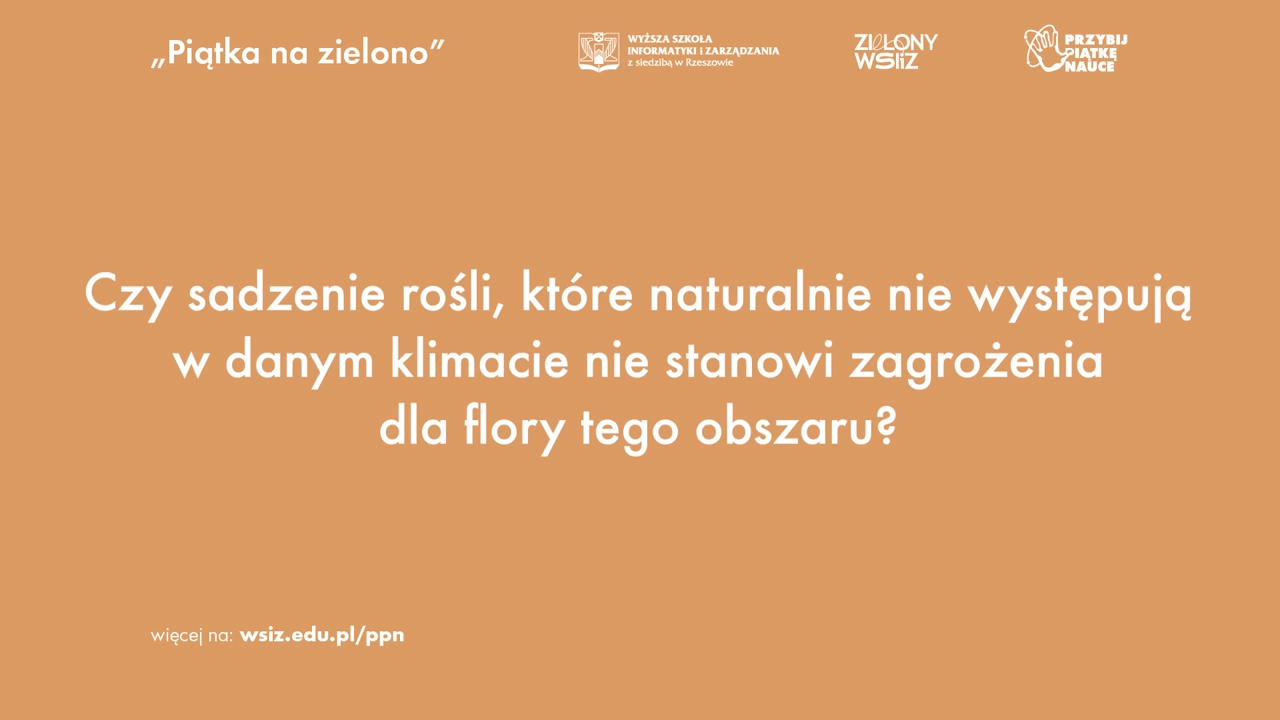 „Piątka na zielono”
WYŻSZA SZKOŁA
INFORMATYKI i ZARZĄDZANIA
z siedzibą w Rzeszowie
ZIELONY
WSIiZ
PRZYBIJ
PIĄTKĘ
NAUCE
Czy sadzenie rośli, które naturalnie nie występują
w danym klimacie nie stanowi zagrożenia
dla flory tego obszaru?
więcej na: wsiz.edu.pl/ppn